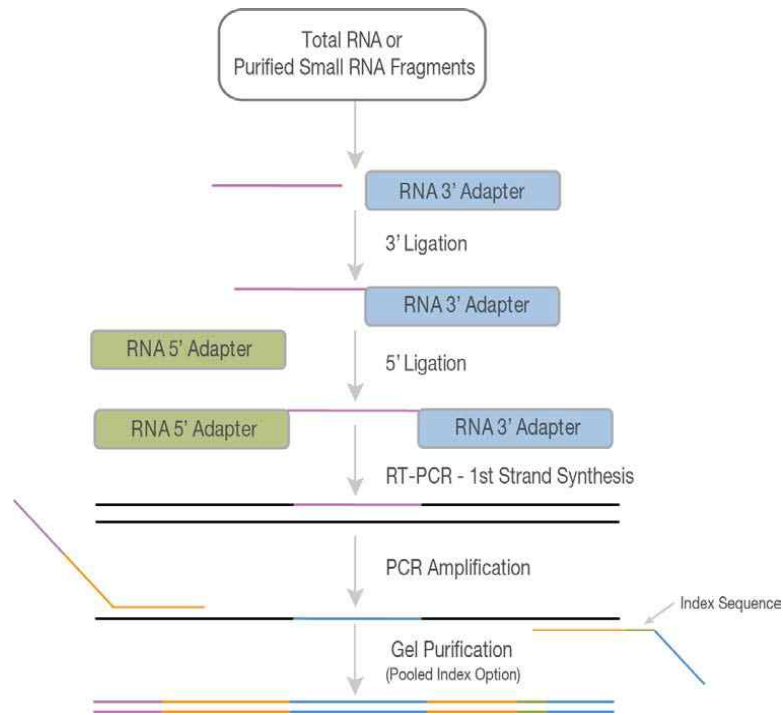 Total RNA or
Purified Small RNA Fragments
RNA 3' Adapter
3' Ligation
RNA 3' Adapter
RNA 5' Adapter
5' Ligation
RNA 5' Adapter
RNA 3' Adapter
RT-PCR - 1st Strand Synthesis
PCR Amplification
Index Sequence
Gel Purification
(Pooled Index Option)